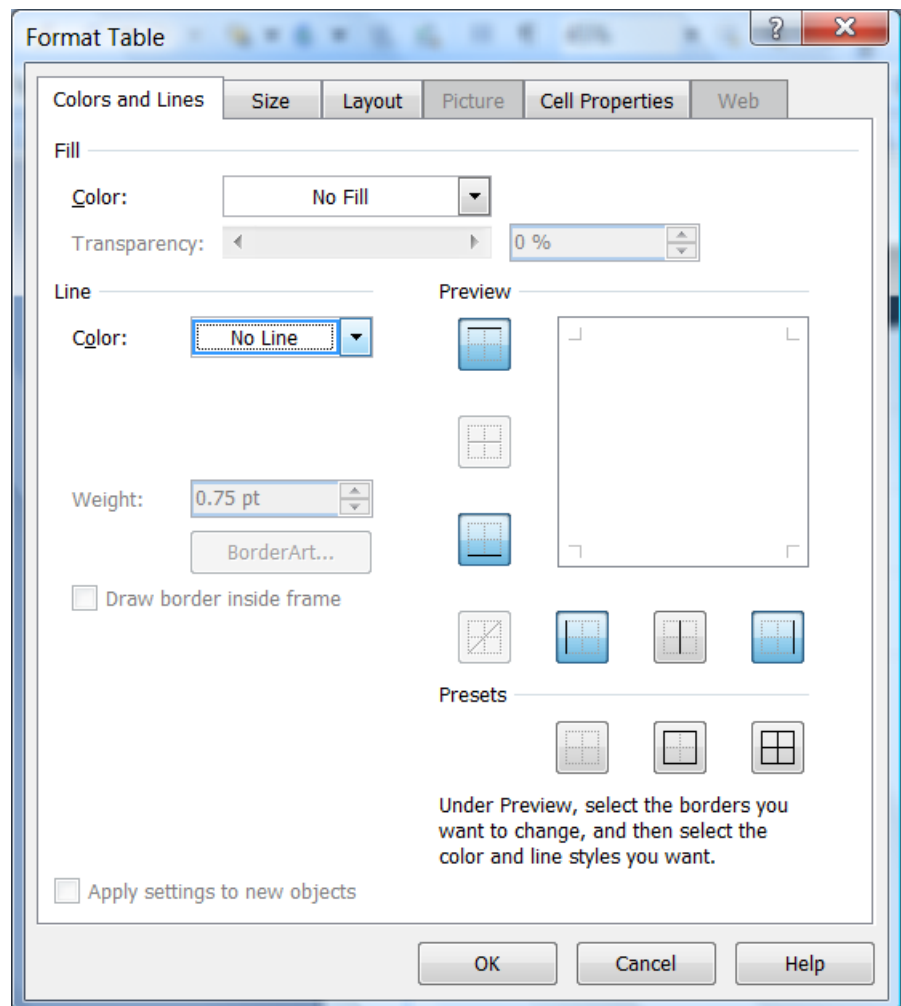 Format Table
Colors and Lines Size Layout Picture Cell Properties Web
Fill
Color: No Fill
Transparency: 0 %
Line Preview
Color: No Line
Weight: 0.75 pt
BorderArt...
Draw border inside frame
Presets
Under Preview, select the borders you
want to change, and then select the
color and line styles you want.
Apply settings to new objects
OK Cancel Help